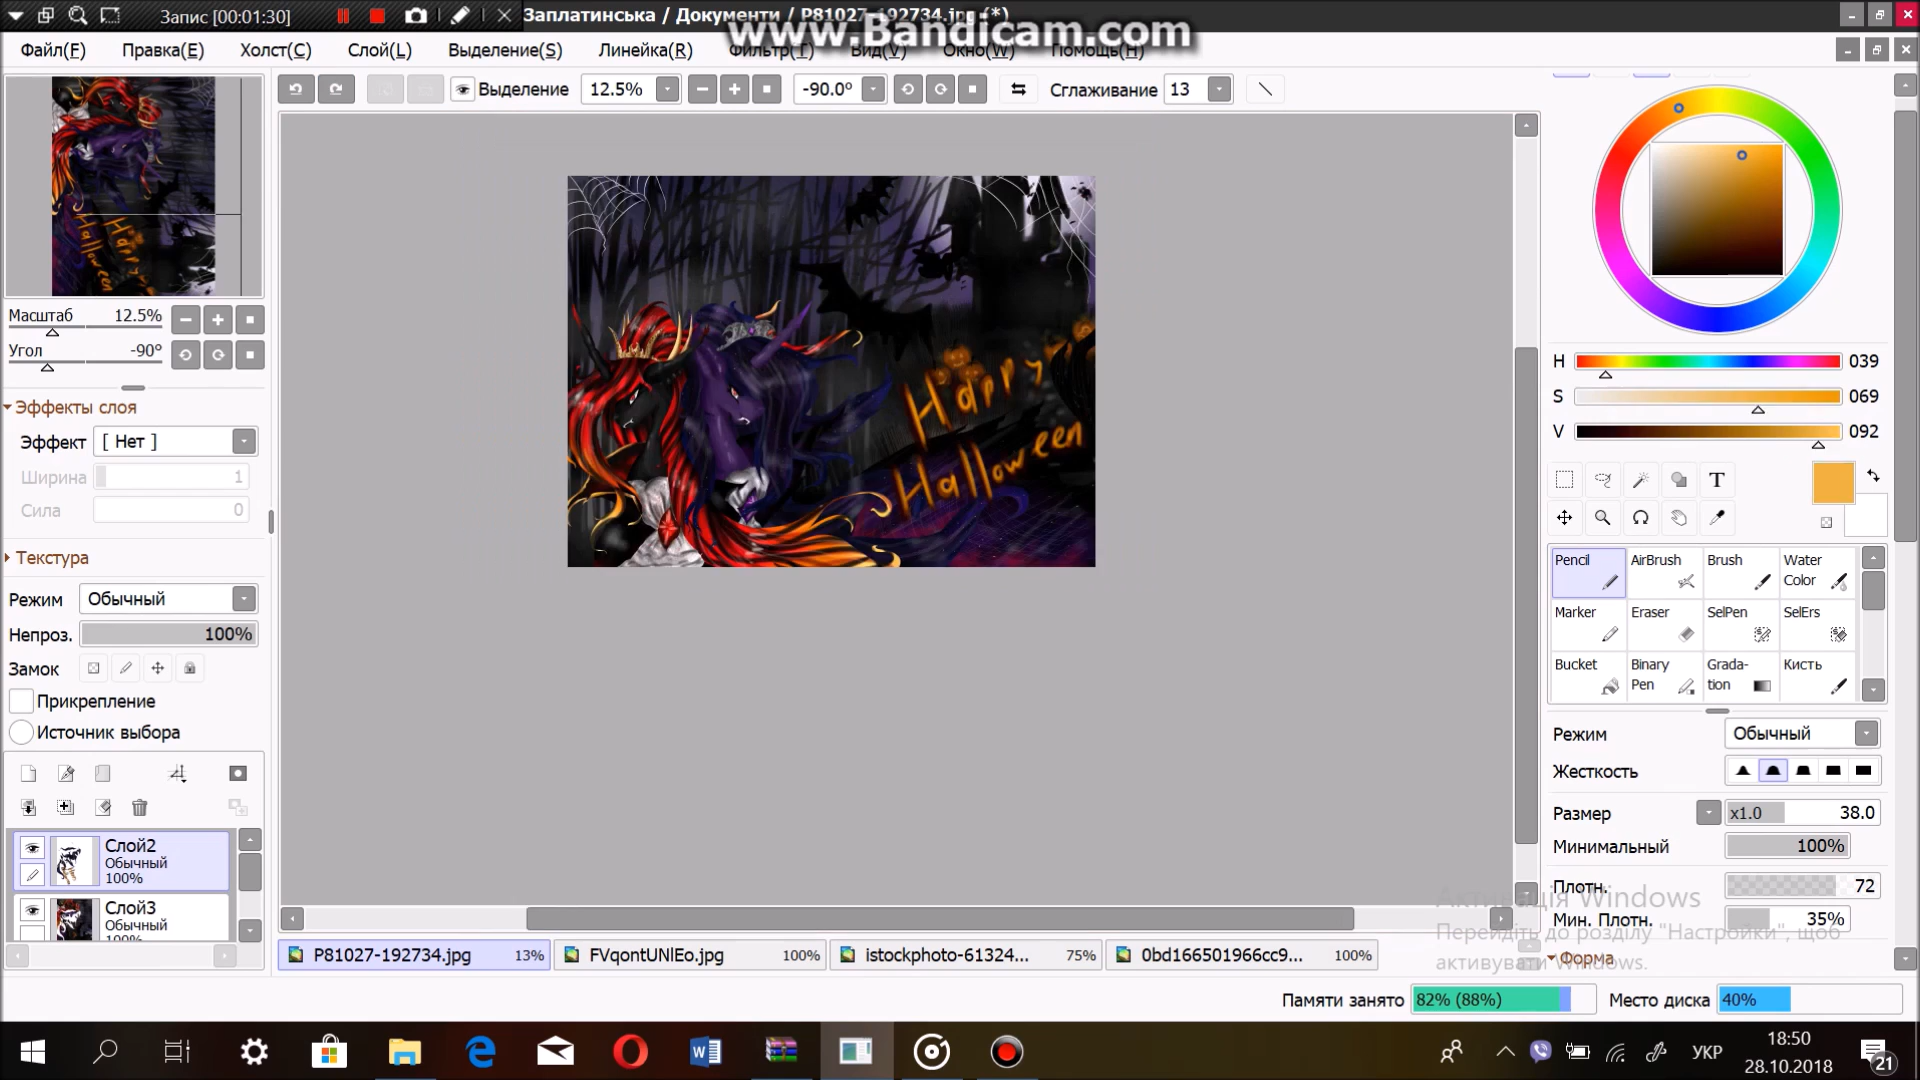 Запис [00:01:30]
Заплатинська / Документи / P81027-192734.jpg (*)
www.Bandicam.com
Файл(F) Правка(E) Холст(C) Слой(L) Выделение(S) Линейка(R) Фильтр(T) Вид(V) Окно(W) Помощь(H)
Выделение 12.5% -90.0º Сглаживание 13
Happy
Halloween
Масштаб 12.5%
Угол -90°
Эффекты слоя
Эффект [ Нет ]
Ширина 1
Сила 0
Текстура
Режим Обычный
Непроз. 100%
Замок
Прикрепление
Источник выбора
Слой2
Обычный
100%
Слой3
Обычный
100%
H 039
S 069
V 092
T
Pencil AirBrush Brush Water Color
Marker Eraser SelPen SelErs
Bucket Binary Pen Grada-tion Кисть
Режим Обычный
Жесткость
Размер x1.0 38.0
Минимальный 100%
Плотн. 72
Мин. Плотн. 35%
Форма
Активація Windows
Перейдіть до розділу "Настройки", щоб
активувати Windows.
P81027-192734.jpg 13% FVqontUNlEo.jpg 100% istockphoto-61324... 75% 0bd166501966cc9... 100%
Памяти занято 82% (88%) Место диска 40%
УКР
18:50
28.10.2018
21